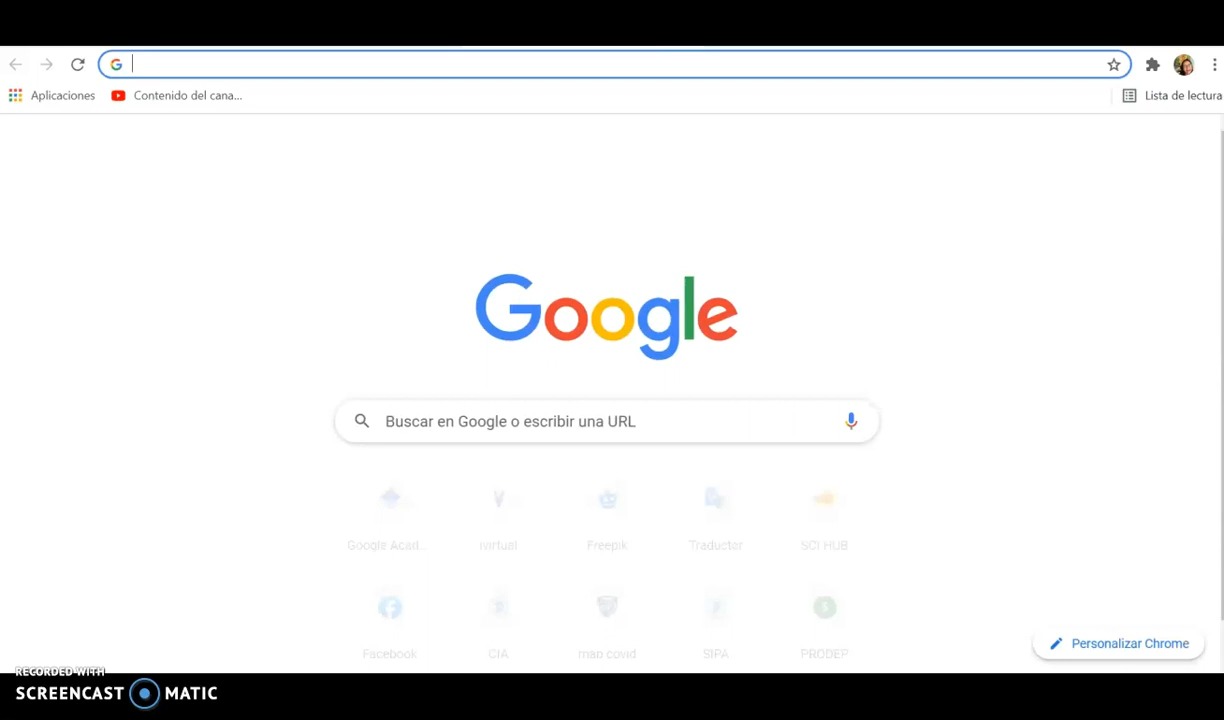 Aplicaciones
Contenido del cana...
Lista de lectura
Google
Buscar en Google o escribir una URL
Google Acad...
ivirtual
Freepik
Traductor
SCI HUB
Facebook
CIA
map covid
SIPA
PRODEP
Personalizar Chrome
RECORDED WITH
SCREENCAST MATIC